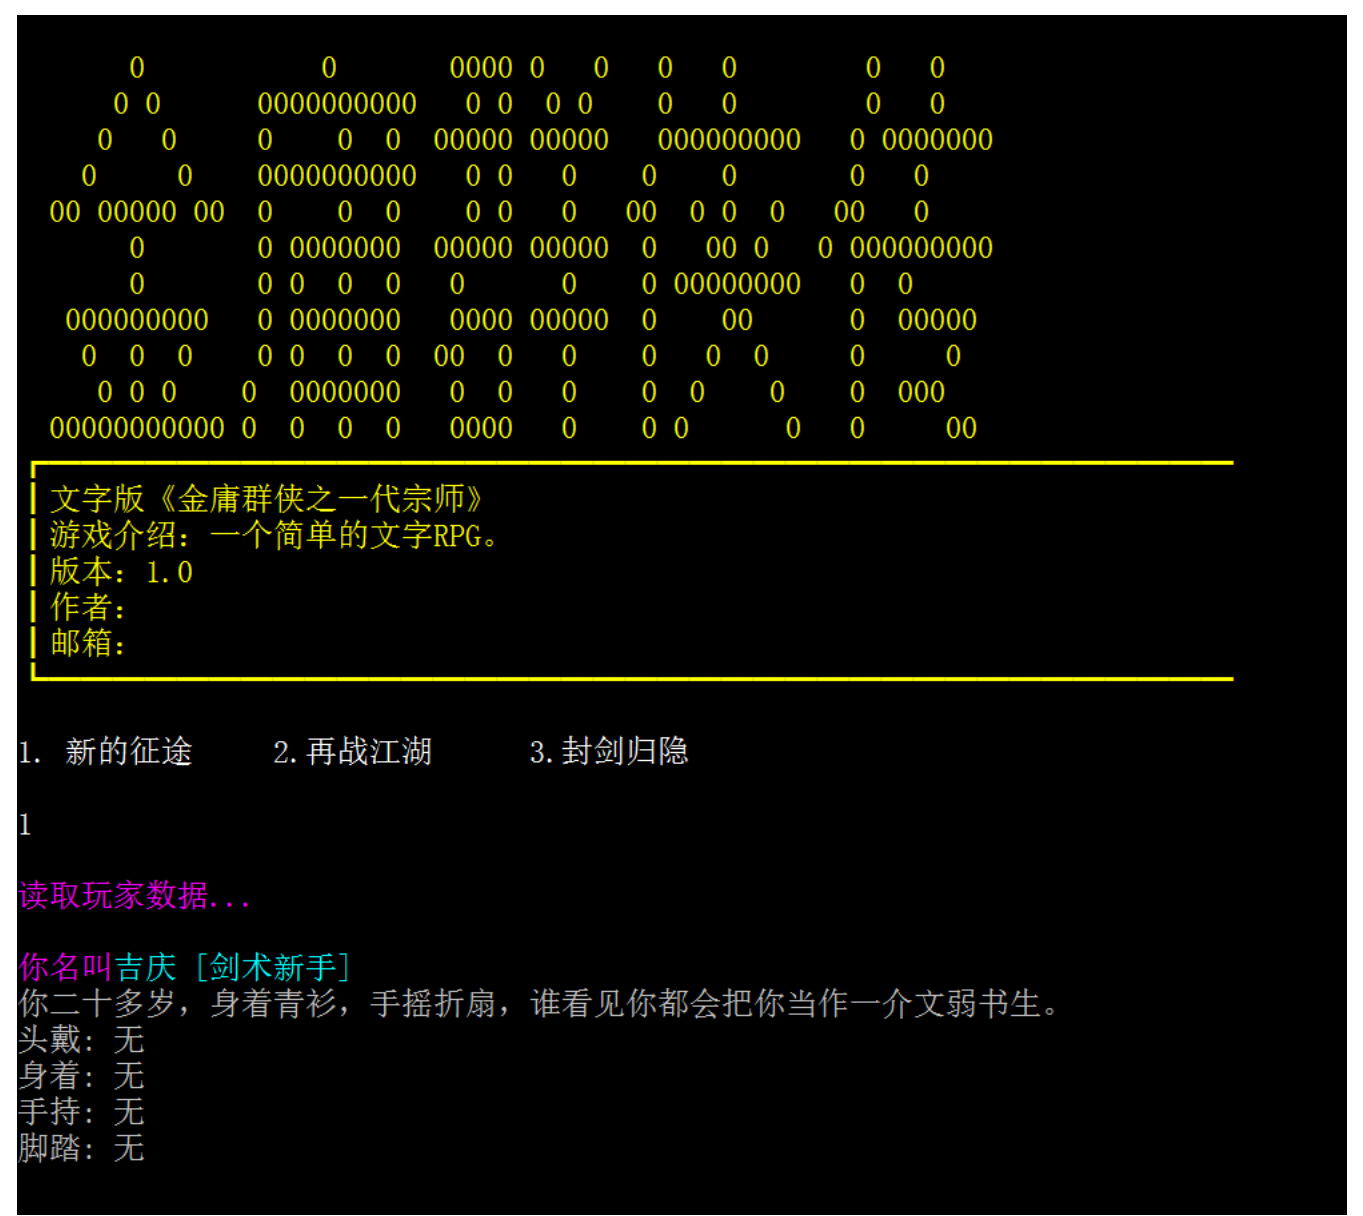 金庸群侠传
文字版《金庸群侠之一代宗师》
游戏介绍：一个简单的文字RPG。
版本：1.0
作者：
邮箱：
1. 新的征途 2.再战江湖 3.封剑归隐
1
读取玩家数据...
你名叫吉庆 [剑术新手]
你二十多岁，身着青衫，手摇折扇，谁看见你都会把你当作一介文弱书生。
头戴：无
身着：无
手持：无
脚踏：无